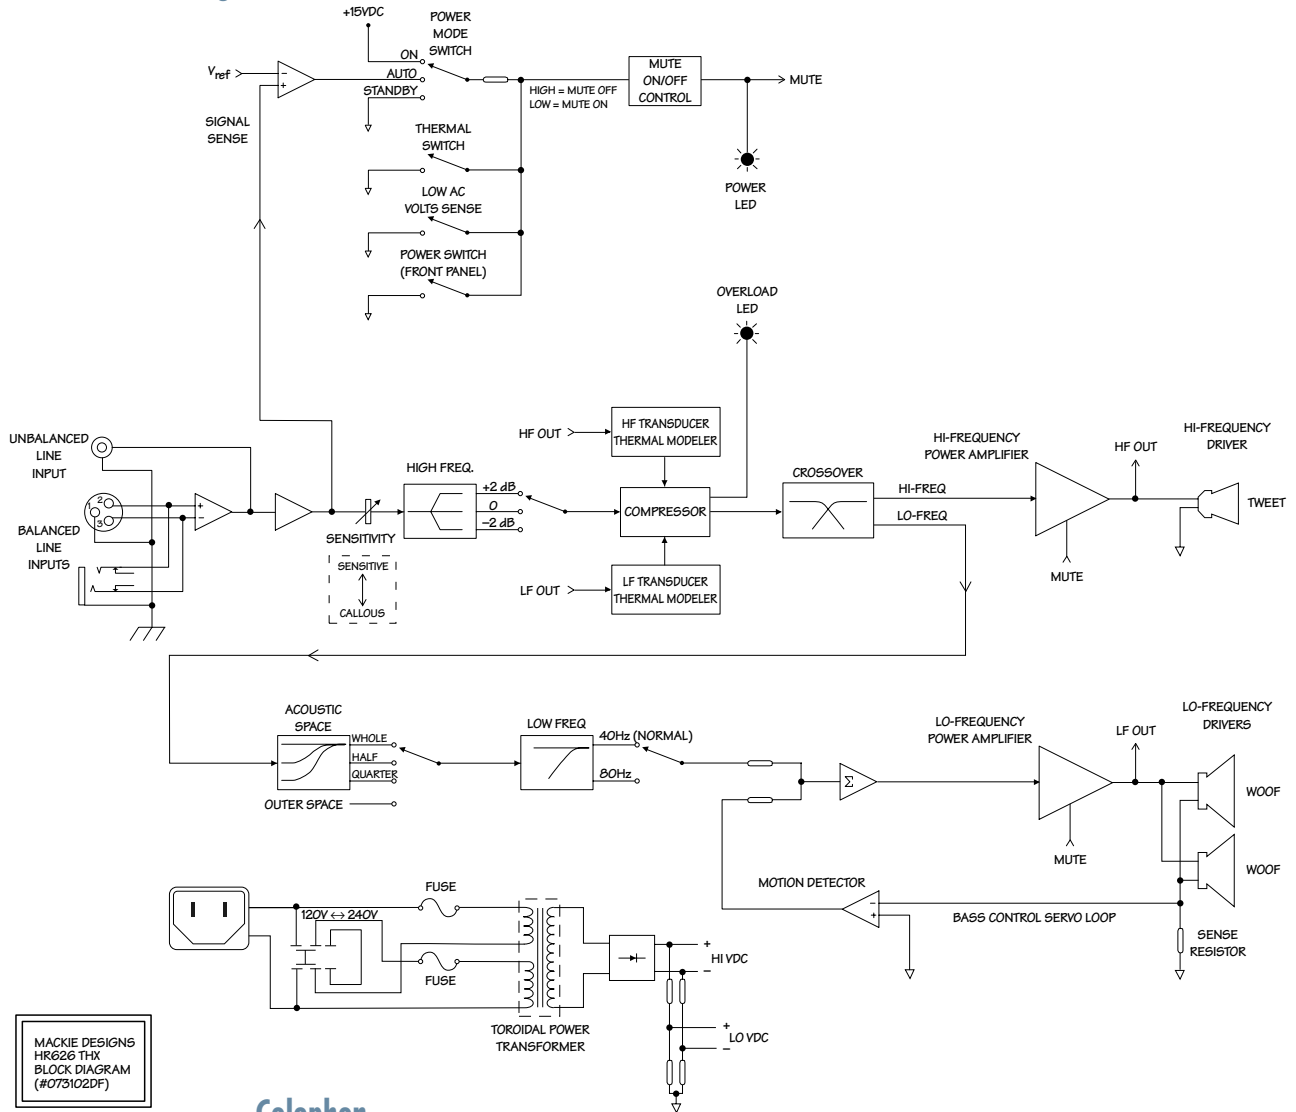 +15VDC
POWER
MODE
SWITCH
ON
AUTO
STANDBY
Vref
−
+
SIGNAL
SENSE
HIGH = MUTE OFF
LOW = MUTE ON
MUTE
ON/OFF
CONTROL
MUTE
POWER
LED
THERMAL
SWITCH
LOW AC
VOLTS SENSE
POWER SWITCH
(FRONT PANEL)
OVERLOAD
LED
UNBALANCED
LINE
INPUT
1
2
3
BALANCED
LINE
INPUTS
+
−
SENSITIVITY
SENSITIVE
CALLOUS
HIGH FREQ.
+2 dB
0
−2 dB
HF OUT
HF TRANSDUCER
THERMAL MODELER
COMPRESSOR
LF OUT
LF TRANSDUCER
THERMAL MODELER
CROSSOVER
HI-FREQ
LO-FREQ
HI-FREQUENCY
POWER AMPLIFIER
MUTE
HF OUT
HI-FREQUENCY
DRIVER
TWEET
ACOUSTIC
SPACE
WHOLE
HALF
QUARTER
OUTER SPACE
LOW FREQ
40Hz (NORMAL)
80Hz
Σ
LO-FREQUENCY
POWER AMPLIFIER
MUTE
LF OUT
LO-FREQUENCY
DRIVERS
WOOF
WOOF
MOTION DETECTOR
−
+
BASS CONTROL SERVO LOOP
SENSE
RESISTOR
120V ↔ 240V
FUSE
FUSE
TOROIDAL POWER
TRANSFORMER
+
HI VDC
−
+
LO VDC
−
MACKIE DESIGNS
HR626 THX
BLOCK DIAGRAM
(#073102DF)